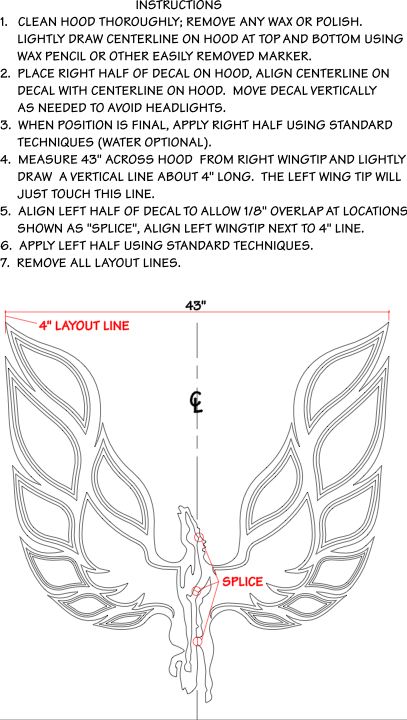 INSTRUCTIONS
1. CLEAN HOOD THOROUGHLY; REMOVE ANY WAX OR POLISH.
LIGHTLY DRAW CENTERLINE ON HOOD AT TOP AND BOTTOM USING
WAX PENCIL OR OTHER EASILY REMOVED MARKER.
2. PLACE RIGHT HALF OF DECAL ON HOOD, ALIGN CENTERLINE ON
DECAL WITH CENTERLINE ON HOOD. MOVE DECAL VERTICALLY
AS NEEDED TO AVOID HEADLIGHTS.
3. WHEN POSITION IS FINAL, APPLY RIGHT HALF USING STANDARD
TECHNIQUES (WATER OPTIONAL).
4. MEASURE 43" ACROSS HOOD FROM RIGHT WINGTIP AND LIGHTLY
DRAW A VERTICAL LINE ABOUT 4" LONG. THE LEFT WING TIP WILL
JUST TOUCH THIS LINE.
5. ALIGN LEFT HALF OF DECAL TO ALLOW 1/8" OVERLAP AT LOCATIONS
SHOWN AS "SPLICE", ALIGN LEFT WINGTIP NEXT TO 4" LINE.
6. APPLY LEFT HALF USING STANDARD TECHNIQUES.
7. REMOVE ALL LAYOUT LINES.
43"
4" LAYOUT LINE
℄
SPLICE